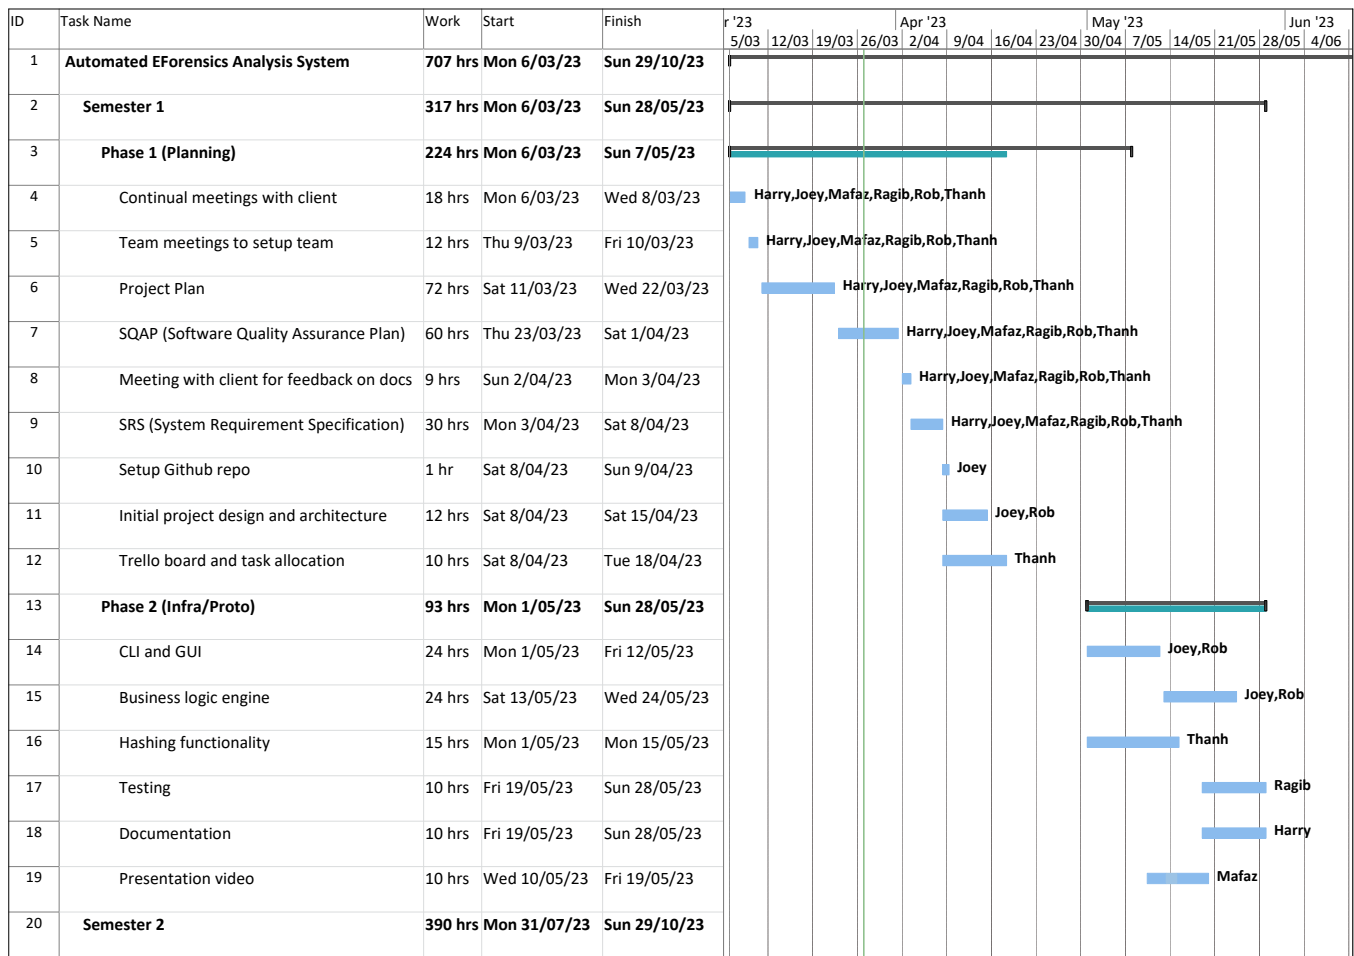 ID Task Name Work Start Finish r '23 Apr '23 May '23 Jun '23
5/03 12/03 19/03 26/03 2/04 9/04 16/04 23/04 30/04 7/05 14/05 21/05 28/05 4/06
1 Automated EForensics Analysis System 707 hrs Mon 6/03/23 Sun 29/10/23
2 Semester 1 317 hrs Mon 6/03/23 Sun 28/05/23
3 Phase 1 (Planning) 224 hrs Mon 6/03/23 Sun 7/05/23
4 Continual meetings with client 18 hrs Mon 6/03/23 Wed 8/03/23 Harry,Joey,Mafaz,Ragib,Rob,Thanh
5 Team meetings to setup team 12 hrs Thu 9/03/23 Fri 10/03/23 Harry,Joey,Mafaz,Ragib,Rob,Thanh
6 Project Plan 72 hrs Sat 11/03/23 Wed 22/03/23 Harry,Joey,Mafaz,Ragib,Rob,Thanh
7 SQAP (Software Quality Assurance Plan) 60 hrs Thu 23/03/23 Sat 1/04/23 Harry,Joey,Mafaz,Ragib,Rob,Thanh
8 Meeting with client for feedback on docs 9 hrs Sun 2/04/23 Mon 3/04/23 Harry,Joey,Mafaz,Ragib,Rob,Thanh
9 SRS (System Requirement Specification) 30 hrs Mon 3/04/23 Sat 8/04/23 Harry,Joey,Mafaz,Ragib,Rob,Thanh
10 Setup Github repo 1 hr Sat 8/04/23 Sun 9/04/23 Joey
11 Initial project design and architecture 12 hrs Sat 8/04/23 Sat 15/04/23 Joey,Rob
12 Trello board and task allocation 10 hrs Sat 8/04/23 Tue 18/04/23 Thanh
13 Phase 2 (Infra/Proto) 93 hrs Mon 1/05/23 Sun 28/05/23
14 CLI and GUI 24 hrs Mon 1/05/23 Fri 12/05/23 Joey,Rob
15 Business logic engine 24 hrs Sat 13/05/23 Wed 24/05/23 Joey,Rob
16 Hashing functionality 15 hrs Mon 1/05/23 Mon 15/05/23 Thanh
17 Testing 10 hrs Fri 19/05/23 Sun 28/05/23 Ragib
18 Documentation 10 hrs Fri 19/05/23 Sun 28/05/23 Harry
19 Presentation video 10 hrs Wed 10/05/23 Fri 19/05/23 Mafaz
20 Semester 2 390 hrs Mon 31/07/23 Sun 29/10/23